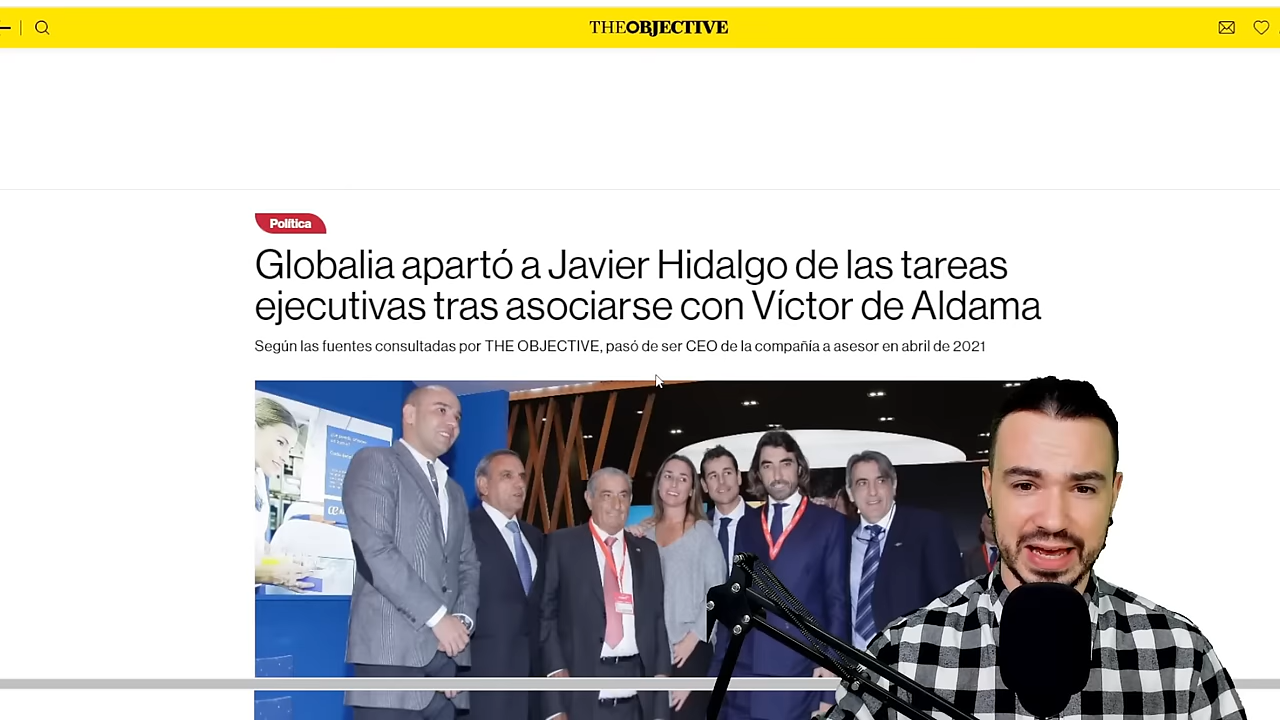 THEOBJECTIVE
Política
Globalia apartó a Javier Hidalgo de las tareas
ejecutivas tras asociarse con Víctor de Aldama
Según las fuentes consultadas por THE OBJECTIVE, pasó de ser CEO de la compañía a asesor en abril de 2021